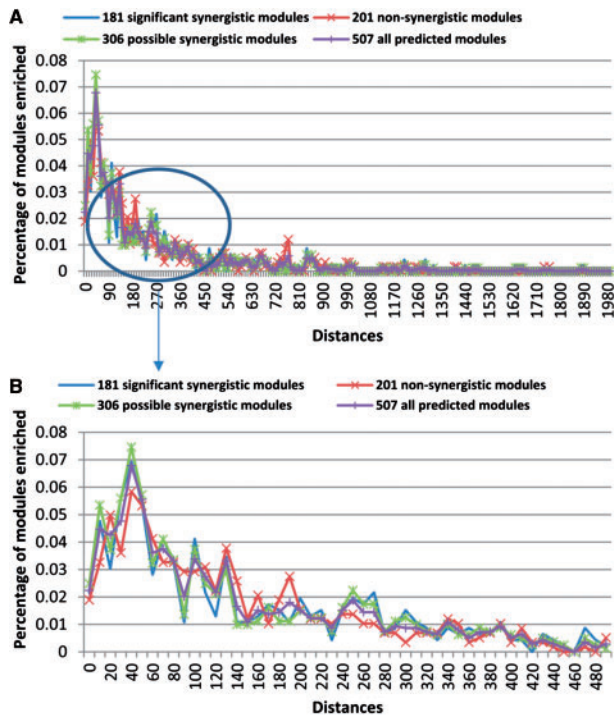 A
181 significant synergistic modules
201 non-synergistic modules
306 possible synergistic modules
507 all predicted modules
Percentage of modules enriched
0.08
0.07
0.06
0.05
0.04
0.03
0.02
0.01
0
0 90 180 270 360 450 540 630 720 810 900 990 1080 1170 1260 1350 1440 1530 1620 1710 1800 1890 1980
Distances
B
181 significant synergistic modules
201 non-synergistic modules
306 possible synergistic modules
507 all predicted modules
Percentage of modules enriched
0.08
0.07
0.06
0.05
0.04
0.03
0.02
0.01
0
0 20 40 60 80 100 120 140 160 180 200 220 240 260 280 300 320 340 360 380 400 420 440 460 480
Distances